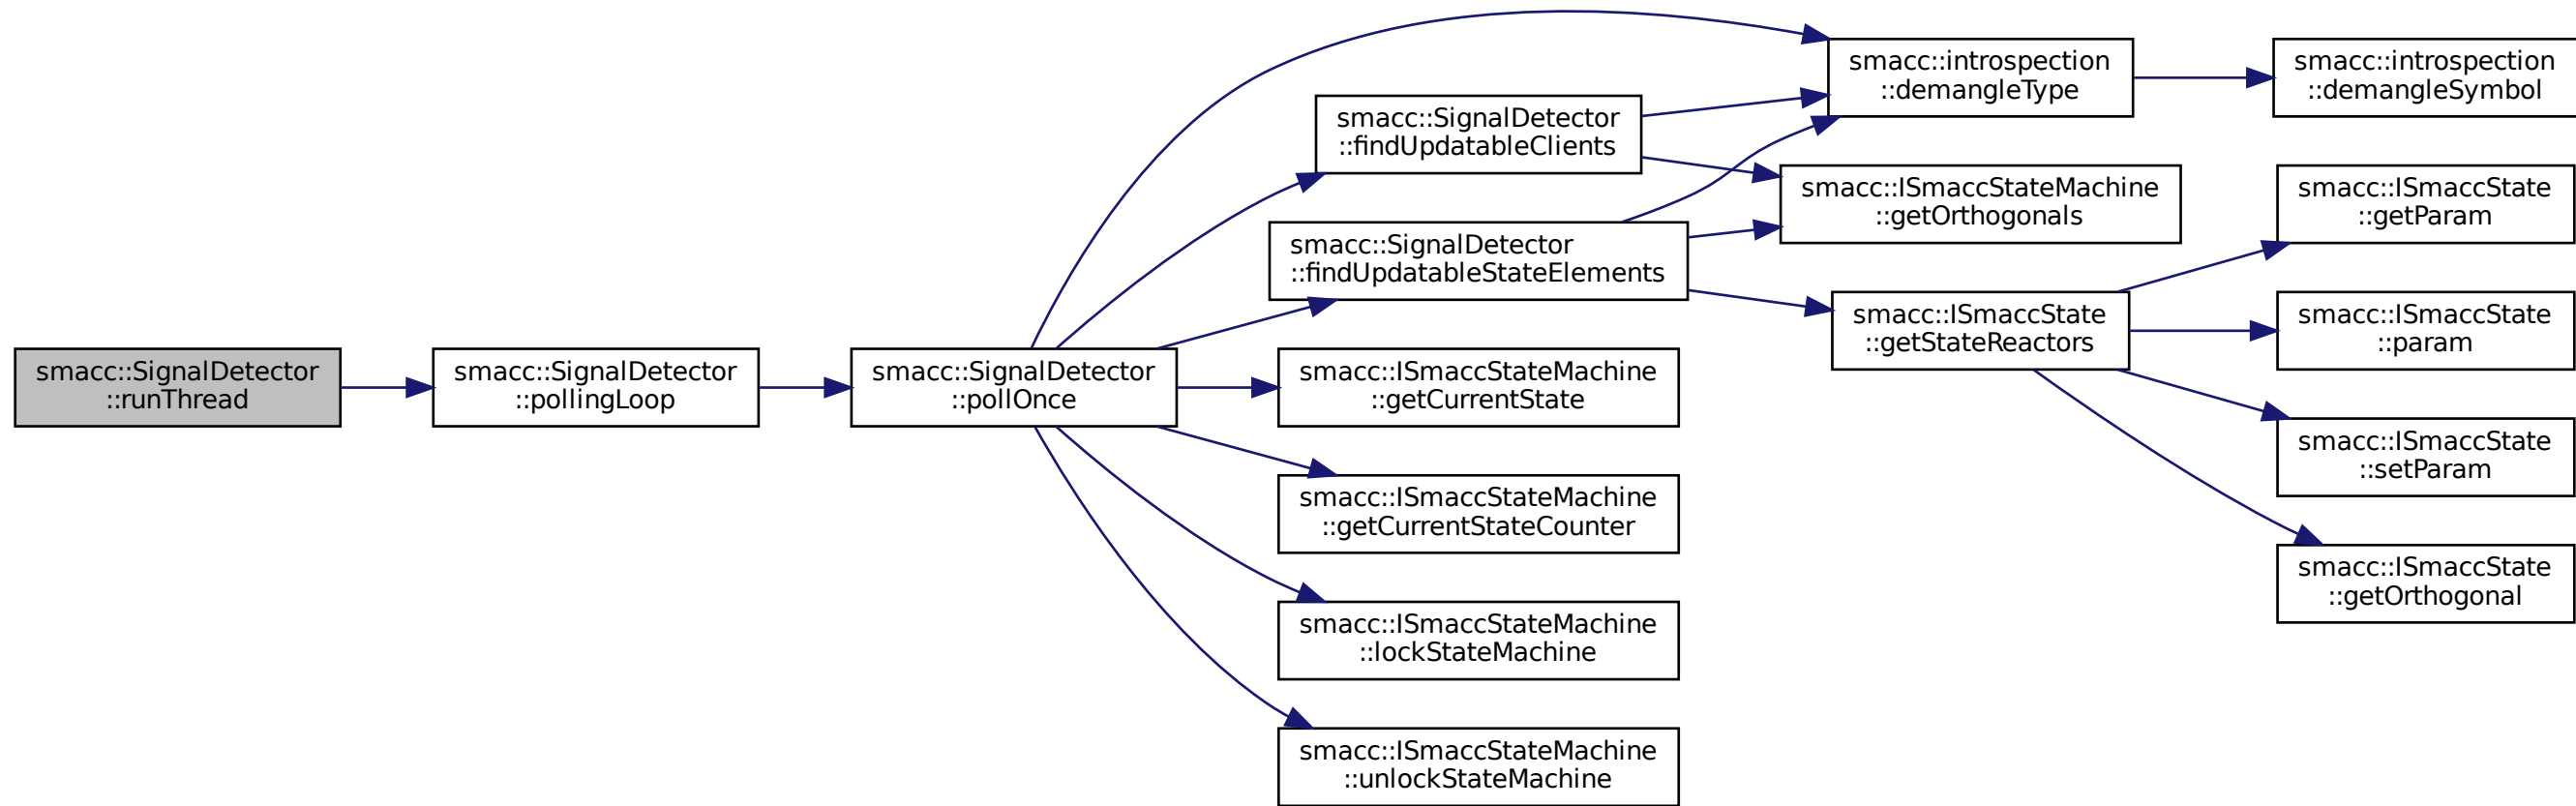 smacc::SignalDetector
::runThread
smacc::SignalDetector
::pollingLoop
smacc::SignalDetector
::pollOnce
smacc::SignalDetector
::findUpdatableClients
smacc::SignalDetector
::findUpdatableStateElements
smacc::ISmaccStateMachine
::getCurrentState
smacc::ISmaccStateMachine
::getCurrentStateCounter
smacc::ISmaccStateMachine
::lockStateMachine
smacc::ISmaccStateMachine
::unlockStateMachine
smacc::introspection
::demangleType
smacc::ISmaccStateMachine
::getOrthogonals
smacc::ISmaccState
::getStateReactors
smacc::introspection
::demangleSymbol
smacc::ISmaccState
::getParam
smacc::ISmaccState
::param
smacc::ISmaccState
::setParam
smacc::ISmaccState
::getOrthogonal